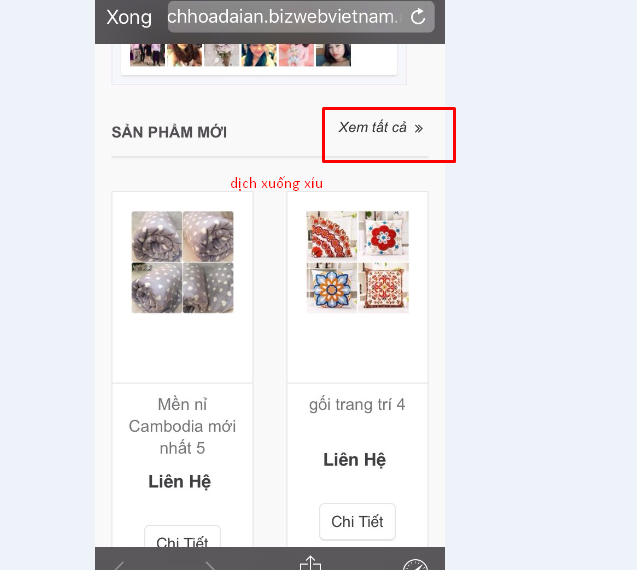 Xong
chhoadaian.bizwebvietnam.
SẢN PHẨM MỚI
Xem tất cả »
dịch xuống xíu
Mền nỉ
Cambodia mới
nhất 5
Liên Hệ
Chi Tiết
gối trang trí 4
Liên Hệ
Chi Tiết